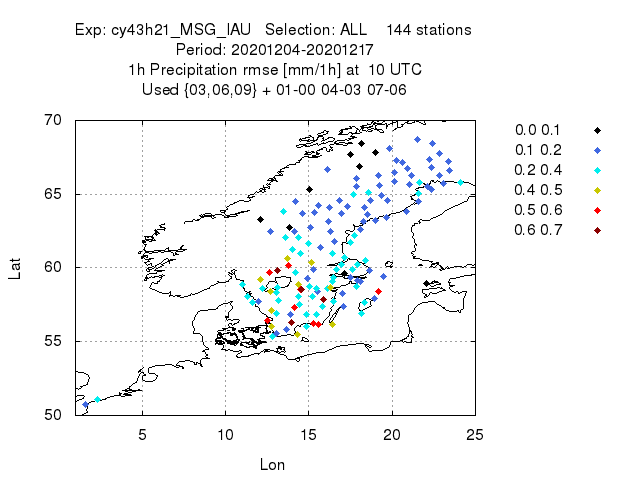 Exp: cy43h21_MSG_IAU   Selection: ALL    144 stations
Period: 20201204-20201217
1h Precipitation rmse [mm/1h] at  10 UTC
Used {03,06,09} + 01-00 04-03 07-06
70
65
60
55
50
Lat
5 10 15 20 25
Lon
0.0 0.1
0.1 0.2
0.2 0.4
0.4 0.5
0.5 0.6
0.6 0.7